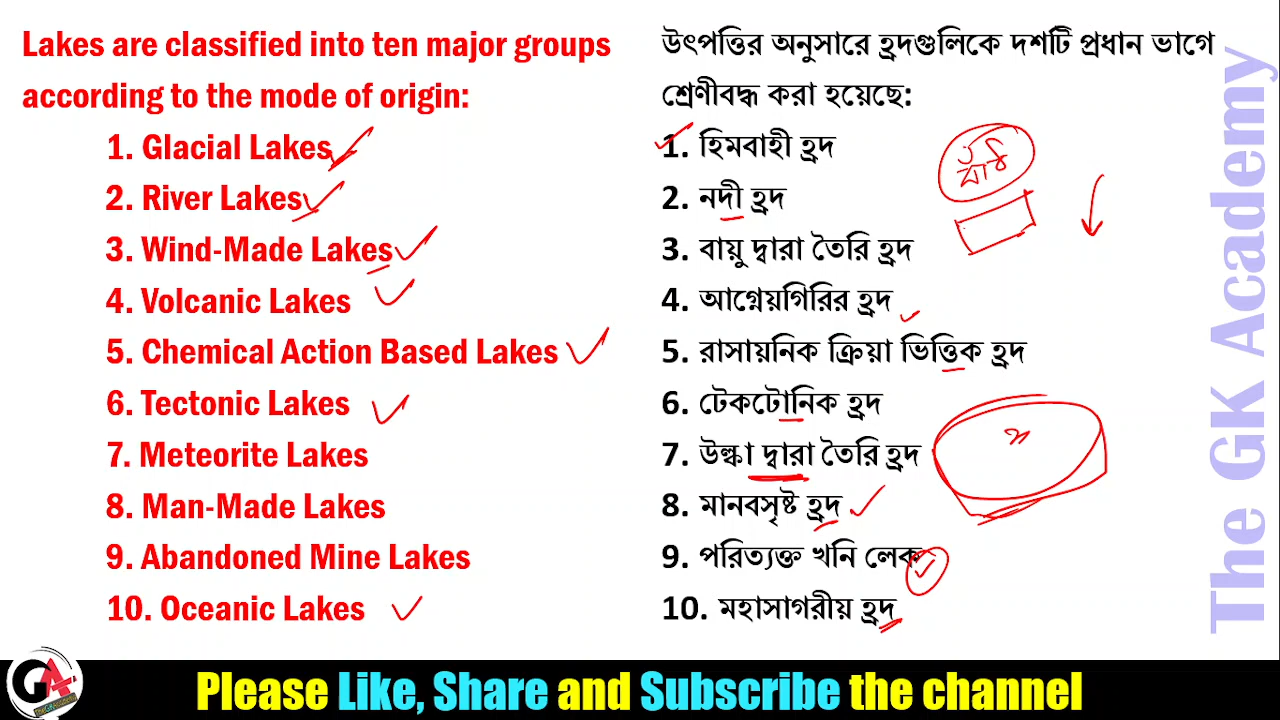 Lakes are classified into ten major groups
according to the mode of origin:
1. Glacial Lakes
2. River Lakes
3. Wind-Made Lakes
4. Volcanic Lakes
5. Chemical Action Based Lakes
6. Tectonic Lakes
7. Meteorite Lakes
8. Man-Made Lakes
9. Abandoned Mine Lakes
10. Oceanic Lakes
উৎপত্তির অনুসারে হ্রদগুলিকে দশটি প্রধান ভাগে
শ্রেণীবদ্ধ করা হয়েছে:
1. হিমবাহী হ্রদ
2. নদী হ্রদ
3. বায়ু দ্বারা তৈরি হ্রদ
4. আগ্নেয়গিরির হ্রদ
5. রাসায়নিক ক্রিয়া ভিত্তিক হ্রদ
6. টেকটোনিক হ্রদ
7. উল্কা দ্বারা তৈরি হ্রদ
8. মানবসৃষ্ট হ্রদ
9. পরিত্যক্ত খনি লেক
10. মহাসাগরীয় হ্রদ
The GK Academy
Please Like, Share and Subscribe the channel